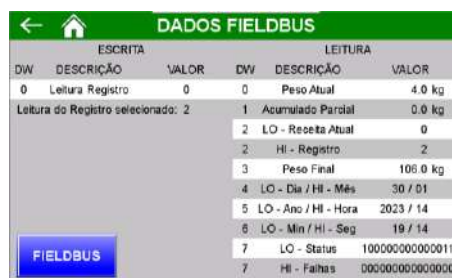 DADOS FIELDBUS
ESCRITA
DW DESCRIÇÃO VALOR
0 Leitura Registro 0
Leitura do Registro selecionado: 2
FIELDBUS
LEITURA
DW DESCRIÇÃO VALOR
0 Peso Atual 4.0 kg
1 Acumulado Parcial 0.0 kg
2 LO - Receita Atual 0
2 HI - Registro 2
3 Peso Final 106.0 kg
4 LO - Dia / HI - Mês 30 / 01
5 LO - Ano / HI - Hora 2023 / 14
6 LO - Min / HI - Seg 19 / 14
7 LO - Status
7 HI - Falhas